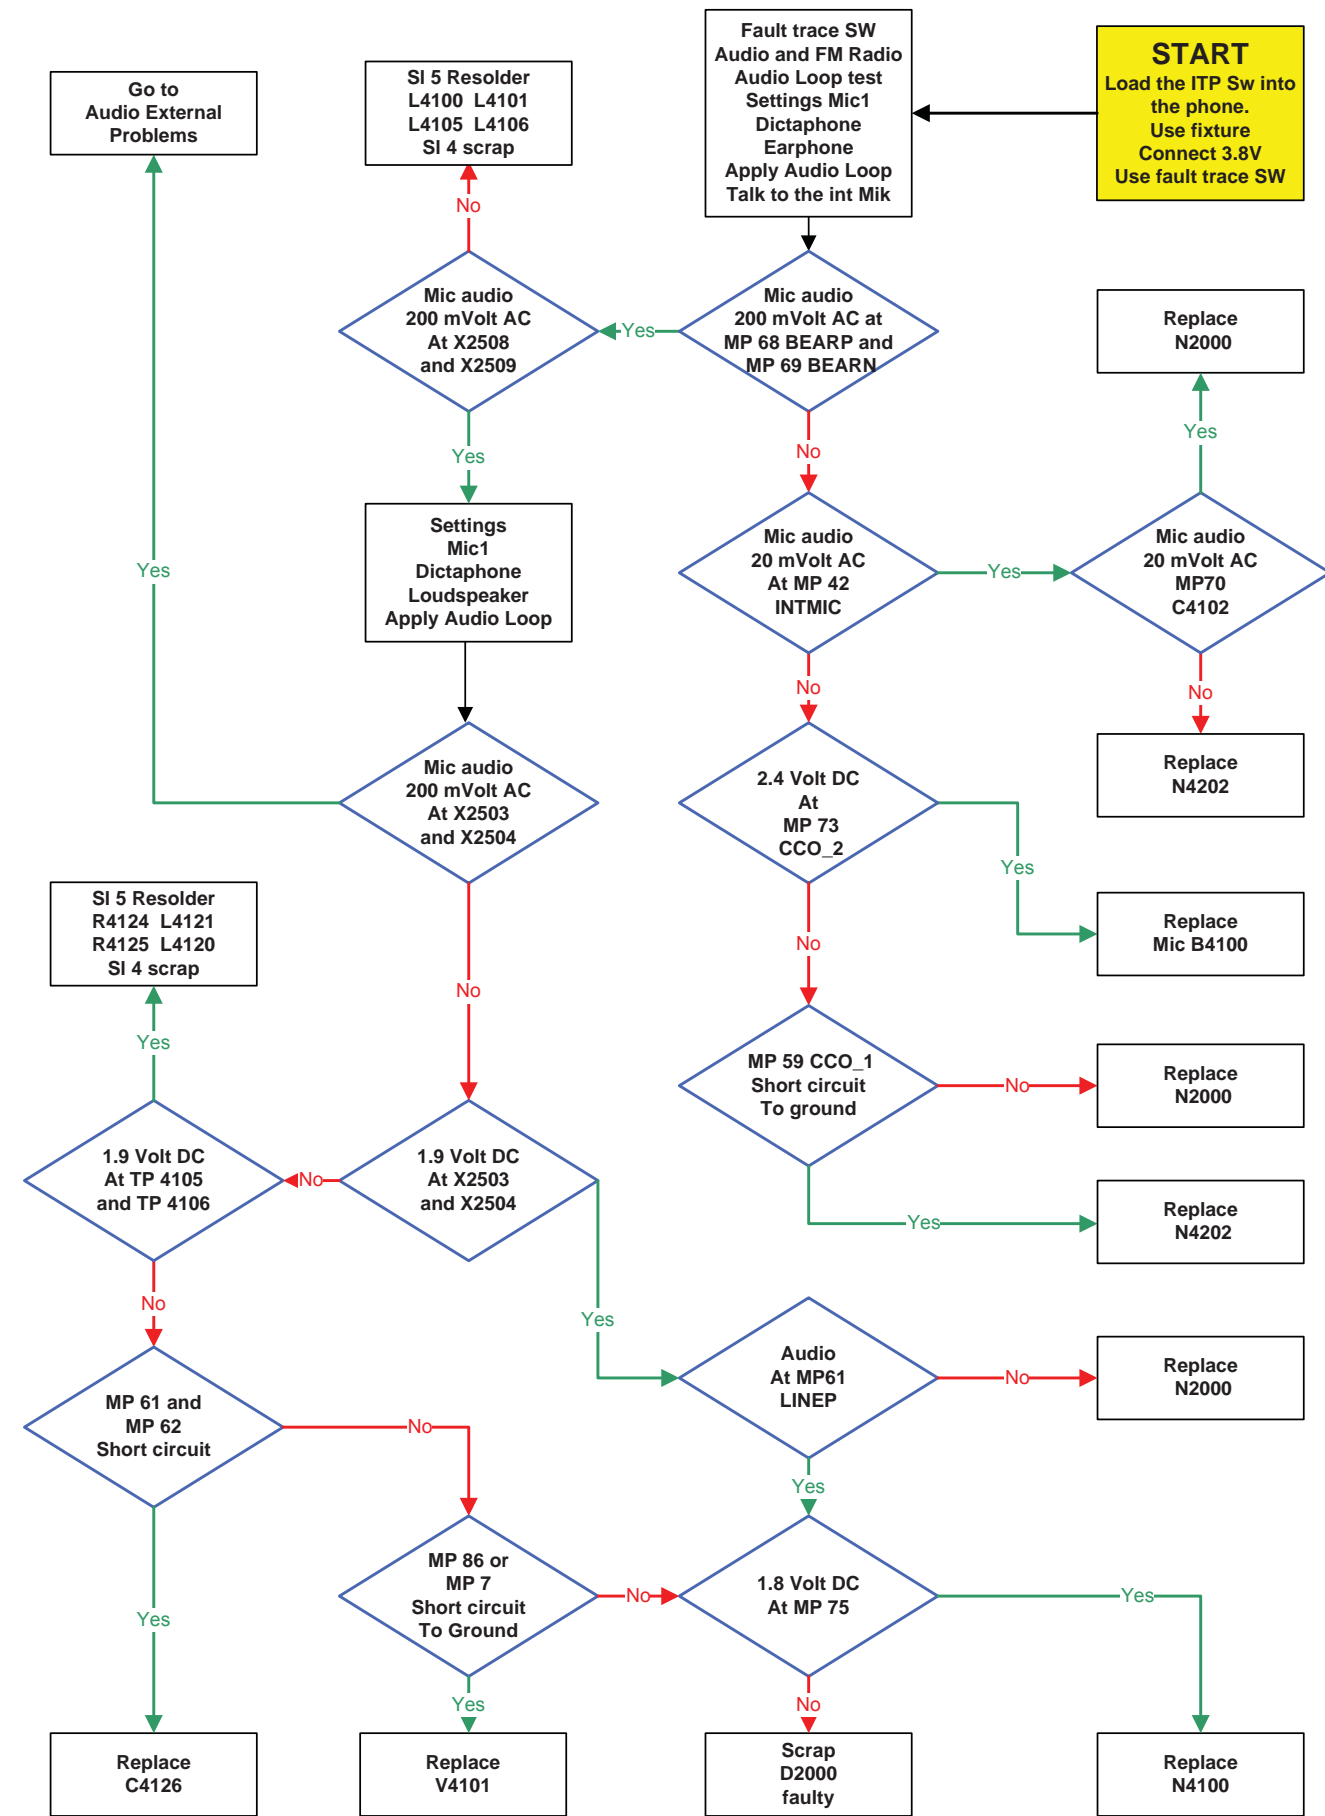 START
Load the ITP Sw into
the phone.
Use fixture
Connect 3.8V
Use fault trace SW
Fault trace SW
Audio and FM Radio
Audio Loop test
Settings Mic1
Dictaphone
Earphone
Apply Audio Loop
Talk to the int Mik
SI 5 Resolder
L4100 L4101
L4105 L4106
SI 4 scrap
Go to
Audio External
Problems
No
Mic audio
200 mVolt AC
At X2508
and X2509
Yes
Mic audio
200 mVolt AC at
MP 68 BEARP and
MP 69 BEARN
Replace
N2000
Yes
No
Yes
Settings
Mic1
Dictaphone
Loudspeaker
Apply Audio Loop
Yes
Mic audio
20 mVolt AC
At MP 42
INTMIC
Yes
Mic audio
20 mVolt AC
MP70
C4102
No
No
Replace
N4202
Mic audio
200 mVolt AC
At X2503
and X2504
2.4 Volt DC
At
MP 73
CCO_2
Yes
Replace
Mic B4100
No
SI 5 Resolder
R4124 L4121
R4125 L4120
SI 4 scrap
No
Yes
MP 59 CCO_1
Short circuit
To ground
No
Replace
N2000
Yes
Replace
N4202
1.9 Volt DC
At TP 4105
and TP 4106
No
1.9 Volt DC
At X2503
and X2504
Yes
No
Audio
At MP61
LINEP
No
Replace
N2000
Yes
MP 61 and
MP 62
Short circuit
No
MP 86 or
MP 7
Short circuit
To Ground
No
1.8 Volt DC
At MP 75
Yes
Yes
Yes
No
Replace
C4126
Replace
V4101
Scrap
D2000
faulty
Replace
N4100